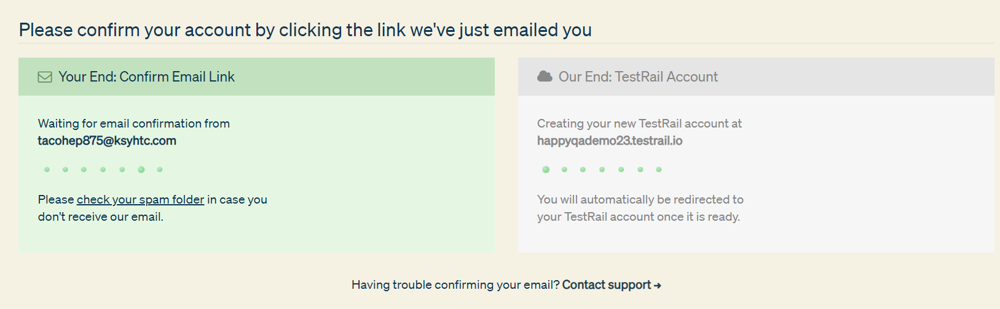 Please confirm your account by clicking the link we've just emailed you
Your End: Confirm Email Link
Waiting for email confirmation from
tacohep875@ksyhtc.com
Please check your spam folder in case you
don't receive our email.
Our End: TestRail Account
Creating your new TestRail account at
happyqademo23.testrail.io
You will automatically be redirected to
your TestRail account once it is ready.
Having trouble confirming your email? Contact support →